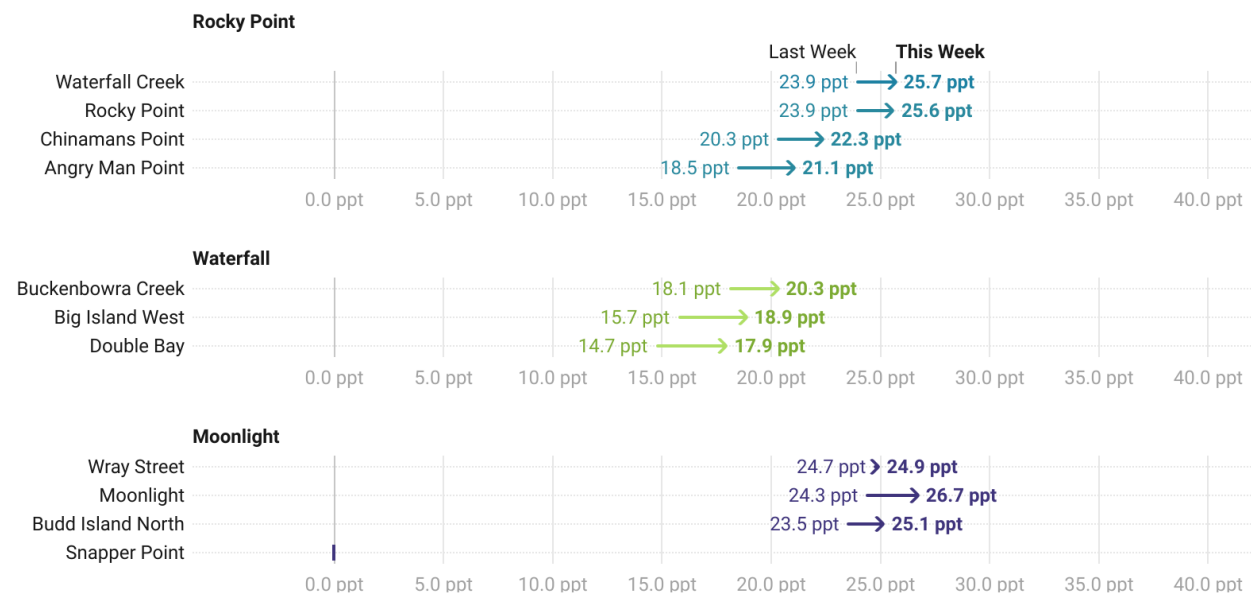 Rocky Point
Last Week This Week
Waterfall Creek 23.9 ppt 25.7 ppt
Rocky Point 23.9 ppt 25.6 ppt
Chinamans Point 20.3 ppt 22.3 ppt
Angry Man Point 18.5 ppt 21.1 ppt
0.0 ppt 5.0 ppt 10.0 ppt 15.0 ppt 20.0 ppt 25.0 ppt 30.0 ppt 35.0 ppt 40.0 ppt
Waterfall
Buckenbowra Creek 18.1 ppt 20.3 ppt
Big Island West 15.7 ppt 18.9 ppt
Double Bay 14.7 ppt 17.9 ppt
0.0 ppt 5.0 ppt 10.0 ppt 15.0 ppt 20.0 ppt 25.0 ppt 30.0 ppt 35.0 ppt 40.0 ppt
Moonlight
Wray Street 24.7 ppt 24.9 ppt
Moonlight 24.3 ppt 26.7 ppt
Budd Island North 23.5 ppt 25.1 ppt
Snapper Point
0.0 ppt 5.0 ppt 10.0 ppt 15.0 ppt 20.0 ppt 25.0 ppt 30.0 ppt 35.0 ppt 40.0 ppt